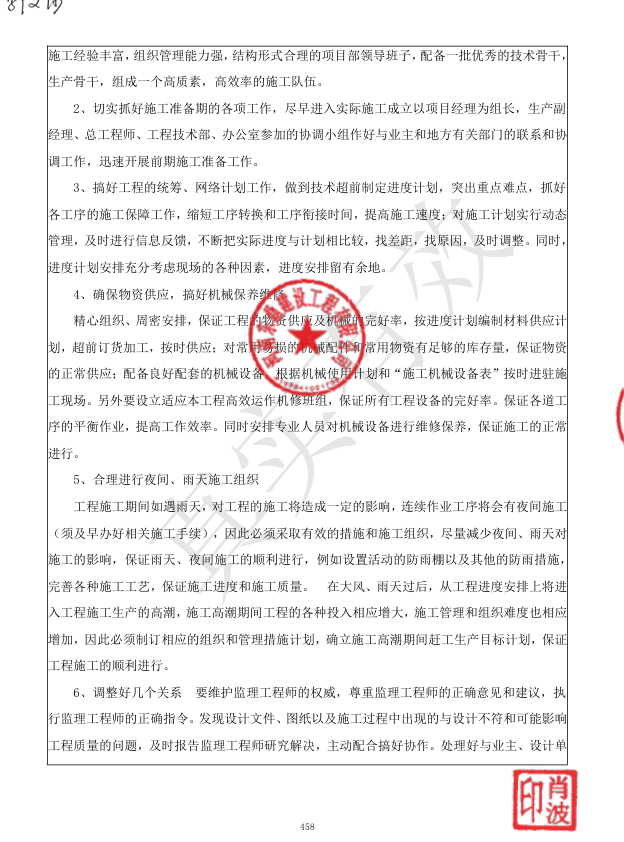 施工经验丰富，组织管理能力强，结构形式合理的项目部领导班子，配备一批优秀的技术骨干，
生产骨干，组成一个高质素，高效率的施工队伍。
2、切实抓好施工准备期的各项工作，尽早进入实际施工成立以项目经理为组长，生产副
经理、总工程师、工程技术部、办公室参加的协调小组作好与业主和地方有关部门的联系和协
调工作，迅速开展前期施工准备工作。
3、搞好工程的统筹、网络计划工作，做到技术超前制定进度计划，突出重点难点，抓好
各工序的施工保障工作，缩短工序转换和工序衔接时间，提高施工速度；对施工计划实行动态
管理，及时进行信息反馈，不断把实际进度与计划相比较，找差距，找原因，及时调整。同时，
进度计划安排充分考虑现场的各种因素，进度安排留有余地。
4、确保物资供应，搞好机械保养维修
精心组织、周密安排，保证工程的物资供应及机械的完好率，按进度计划编制材料供应计
划，超前订货加工，按时供应；对常用易损的机械配件和常用物资有足够的库存量，保证物资
的正常供应；配备良好配套的机械设备，根据机械使用计划和“施工机械设备表”按时进驻施
工现场。另外要设立适应本工程高效运作机修班组，保证所有工程设备的完好率。保证各道工
序的平衡作业，提高工作效率。同时安排专业人员对机械设备进行维修保养，保证施工的正常
进行。
5、合理进行夜间、雨天施工组织
工程施工期间如遇雨天，对工程的施工将造成一定的影响，连续作业工序将会有夜间施工
（须及早办好相关施工手续），因此必须采取有效的措施和施工组织，尽量减少夜间、雨天对
施工的影响，保证雨天、夜间施工的顺利进行，例如设置活动的防雨棚以及其他的防雨措施，
完善各种施工工艺，保证施工进度和施工质量。 在大风、雨天过后，从工程进度安排上将进
入工程施工生产的高潮，施工高潮期间工程的各种投入相应增大，施工管理和组织难度也相应
增加，因此必须制订相应的组织和管理措施计划，确立施工高潮期间赶工生产目标计划，保证
工程施工的顺利进行。
6、调整好几个关系 要维护监理工程师的权威，尊重监理工程师的正确意见和建议，执
行监理工程师的正确指令。发现设计文件、图纸以及施工过程中出现的与设计不符和可能影响
工程质量的问题，及时报告监理工程师研究解决，主动配合搞好协作。处理好与业主、设计单
真实有效
肖波印
458